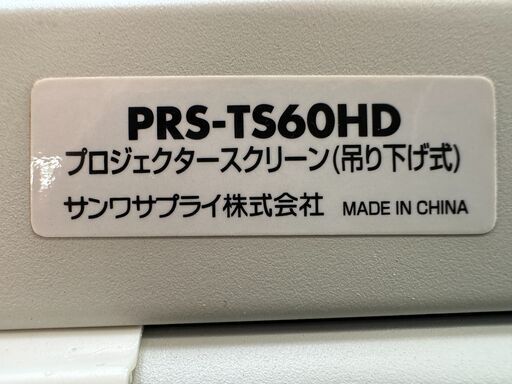 PRS-TS60HD
プロジェクタースクリーン(吊り下げ式)
サンワサプライ株式会社 MADE IN CHINA